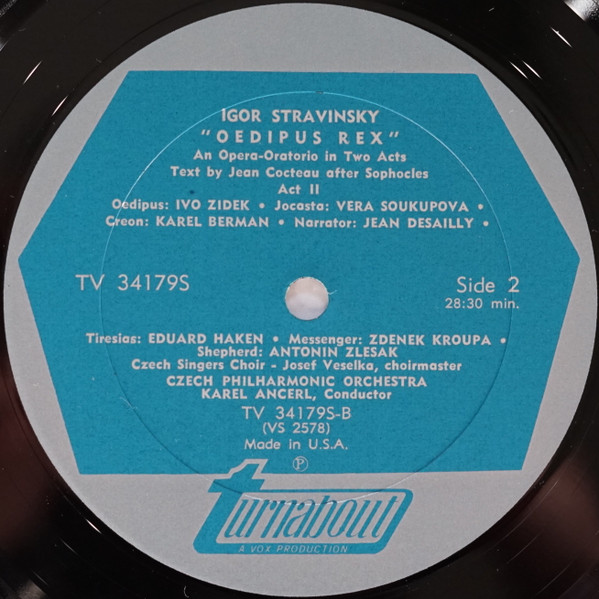 IGOR STRAVINSKY
"OEDIPUS REX"
An Opera-Oratorio in Two Acts
Text by Jean Cocteau after Sophocles
Act II
Oedipus: IVO ZIDEK • Jocasta: VERA SOUKUPOVA •
Creon: KAREL BERMAN • Narrator: JEAN DESAILLY •
TV 34179S
Side 2
28:30 min.
Tiresias: EDUARD HAKEN • Messenger: ZDENEK KROUPA •
Shepherd: ANTONIN ZLESAK
Czech Singers Choir - Josef Veselka, choirmaster
CZECH PHILHARMONIC ORCHESTRA
KAREL ANCERL, Conductor
TV 34179S-B
(VS 2578)
Made in U.S.A.
℗
turnabout
A VOX PRODUCTION